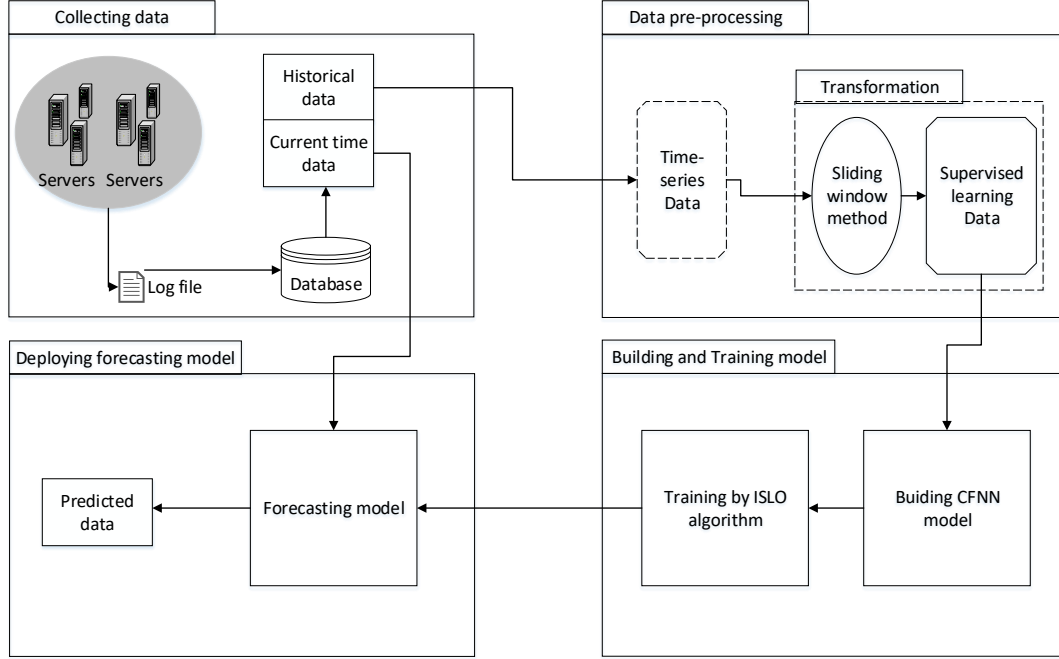 Collecting data
Servers Servers
Log file
Database
Historical
data
Current time
data
Data pre-processing
Time-
series
Data
Transformation
Sliding
window
method
Supervised
learning
Data
Deploying forecasting model
Predicted
data
Forecasting model
Building and Training model
Training by ISLO
algorithm
Buiding CFNN
model